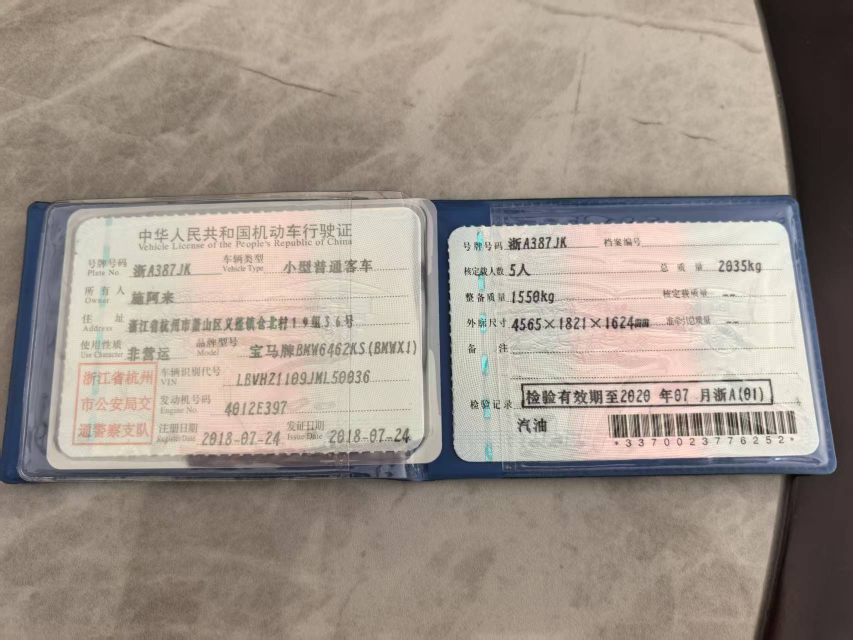 中华人民共和国机动车行驶证
Vehicle License of the People's Republic of China
号牌号码 浙A387JK 车辆类型 小型普通客车
Plate No. Vehicle Type
所有人 施阿来
Owner
住址 浙江省杭州市萧山区义蓬镇仓北村19组36号
Address
使用性质 非营运 品牌型号 宝马牌BMW6462KS(BMWX1)
Use Character Model
浙江省杭州
市公安局交
通警察支队
车辆识别代号 LBVHZ1109JML50036
VIN
发动机号码 4012E397
Engine No.
注册日期 2018-07-24 发证日期 2018-07-24
Register Date Issue Date
号牌号码 浙A387JK 档案编号
核定载人数 5人 总质量 2035kg
整备质量 1550kg 核定载质量 --
外廓尺寸 4565×1821×1624mm 准牵引总质量 --
备注
检验记录 检验有效期至2020年07月浙A(01)
汽油
*3370023776252*